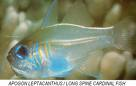 APOGON LEPTACANTHUS / LONG SPINE CARDINAL FISH